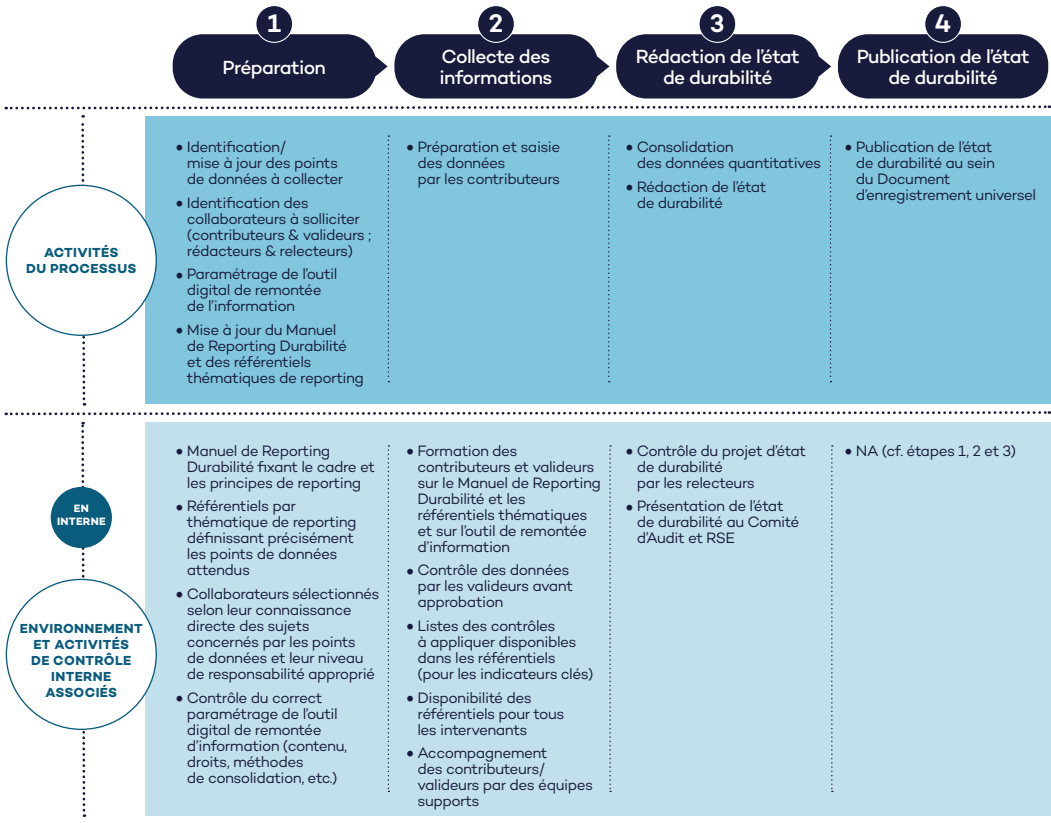 1
Préparation
2
Collecte des
informations
3
Rédaction de l'état
de durabilité
4
Publication de l'état
de durabilité
ACTIVITÉS
DU PROCESSUS
• Identification/
mise à jour des points
de données à collecter
• Identification des
collaborateurs à solliciter
(contributeurs & valideurs ;
rédacteurs & relecteurs)
• Paramétrage de l'outil
digital de remontée
de l'information
• Mise à jour du Manuel
de Reporting Durabilité
et des référentiels
thématiques de reporting
• Préparation et saisie
des données
par les contributeurs
• Consolidation
des données quantitatives
• Rédaction de l'état
de durabilité
• Publication de l'état
de durabilité au sein
du Document
d'enregistrement universel
EN
INTERNE
ENVIRONNEMENT
ET ACTIVITÉS
DE CONTRÔLE
INTERNE
ASSOCIÉS
• Manuel de Reporting
Durabilité fixant le cadre et
les principes de reporting
• Référentiels par
thématique de reporting
définissant précisément
les points de données
attendus
• Collaborateurs sélectionnés
selon leur connaissance
directe des sujets
concernés par les points
de données et leur niveau
de responsabilité approprié
• Contrôle du correct
paramétrage de l'outil
digital de remontée
d'information (contenu,
droits, méthodes
de consolidation, etc.)
• Formation des
contributeurs et valideurs
sur le Manuel de Reporting
Durabilité et les
référentiels thématiques
et sur l'outil de remontée
d'information
• Contrôle des données
par les valideurs avant
approbation
• Listes des contrôles
à appliquer disponibles
dans les référentiels
(pour les indicateurs clés)
• Disponibilité des
référentiels pour tous
les intervenants
• Accompagnement
des contributeurs/
valideurs par des équipes
supports
• Contrôle du projet d'état
de durabilité
par les relecteurs
• Présentation de l'état
de durabilité au Comité
d'Audit et RSE
• NA (cf. étapes 1, 2 et 3)